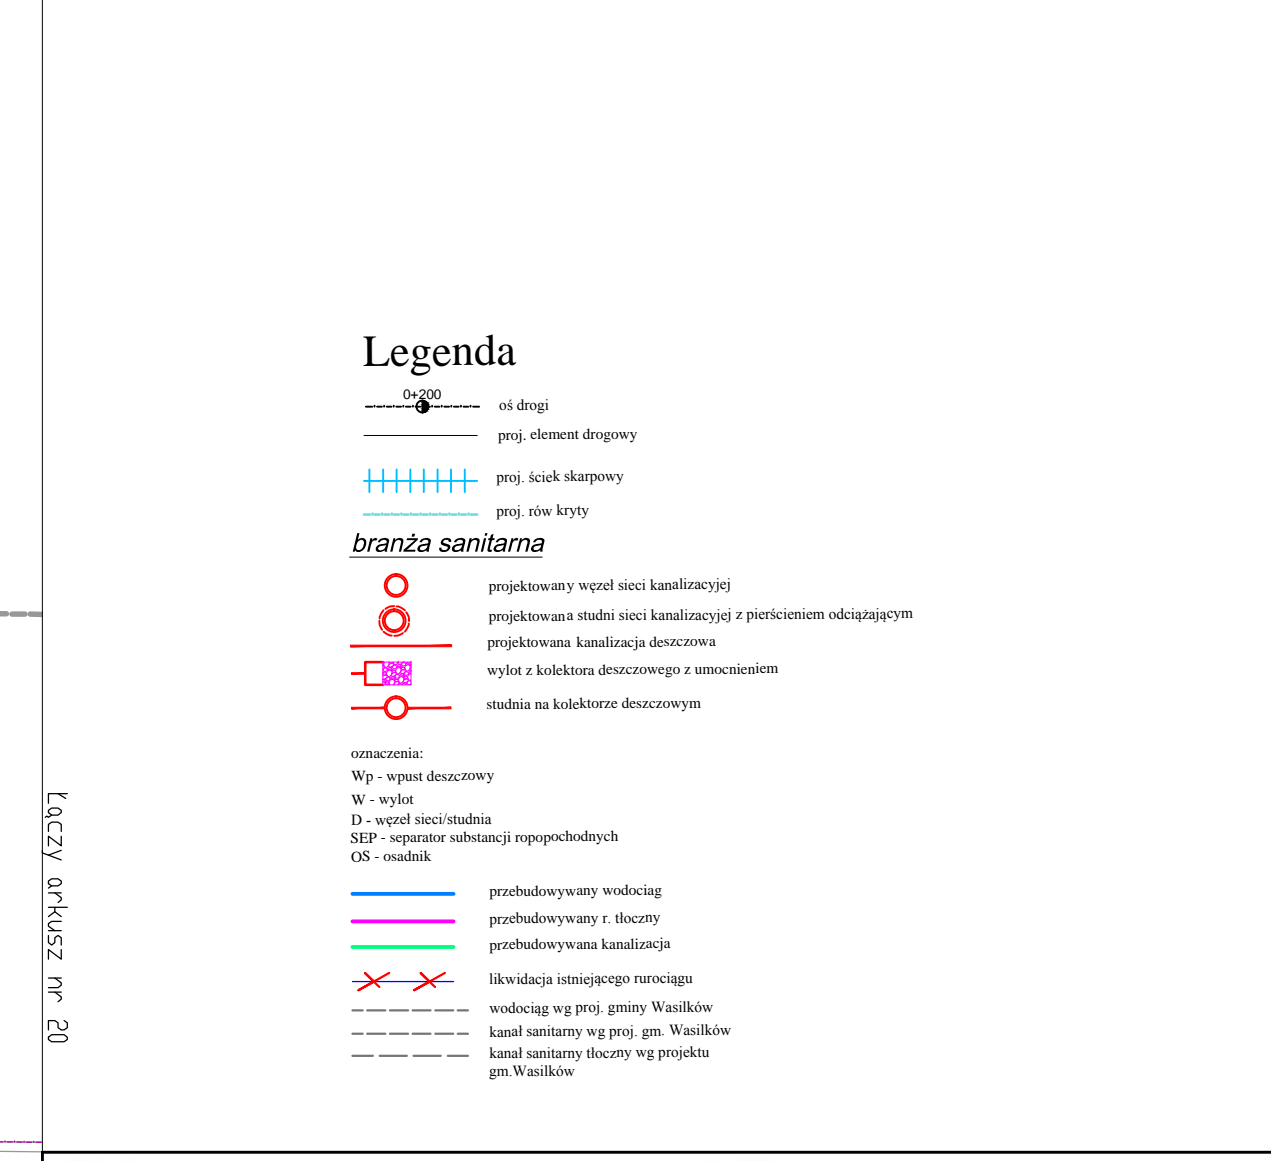 Legenda
0+200
oś drogi
proj. element drogowy
proj. ściek skarpowy
proj. rów kryty
branża sanitarna
projektowany węzeł sieci kanalizacyjej
projektowana studni sieci kanalizacyjej z pierścieniem odciążającym
projektowana kanalizacja deszczowa
wylot z kolektora deszczowego z umocnieniem
studnia na kolektorze deszczowym
oznaczenia:
Wp - wpust deszczowy
W - wylot
D - węzeł sieci/studnia
SEP - separator substancji ropopochodnych
OS - osadnik
przebudowywany wodociąg
przebudowywany r. tłoczny
przebudowywana kanalizacja
likwidacja istniejącego rurociągu
wodociąg wg proj. gminy Wasilków
kanał sanitarny wg proj. gm. Wasilków
kanał sanitarny tłoczny wg projektu
gm.Wasilków
Łączy arkusz nr 20